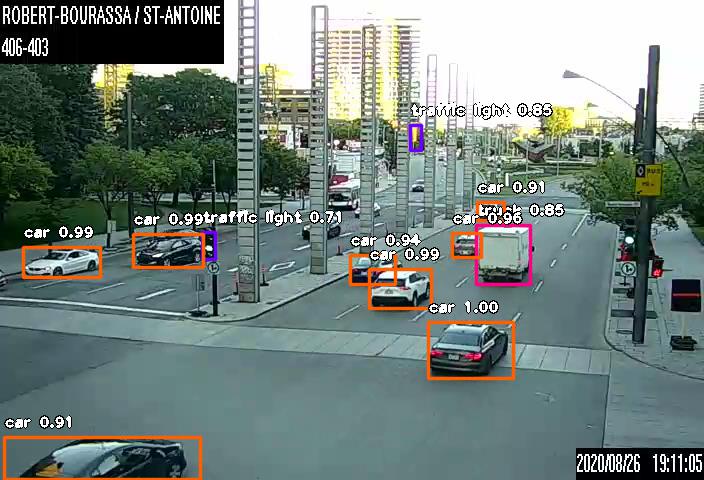 ROBERT-BOURASSA / ST-ANTOINE
406-403
traffic light 0.85
car 0.91
car 0.99
car 0.99
traffic light 0.71
car 0.96
truck 0.85
car 0.94
car 0.99
car 1.00
car 0.91
2020/08/26 19:11:05